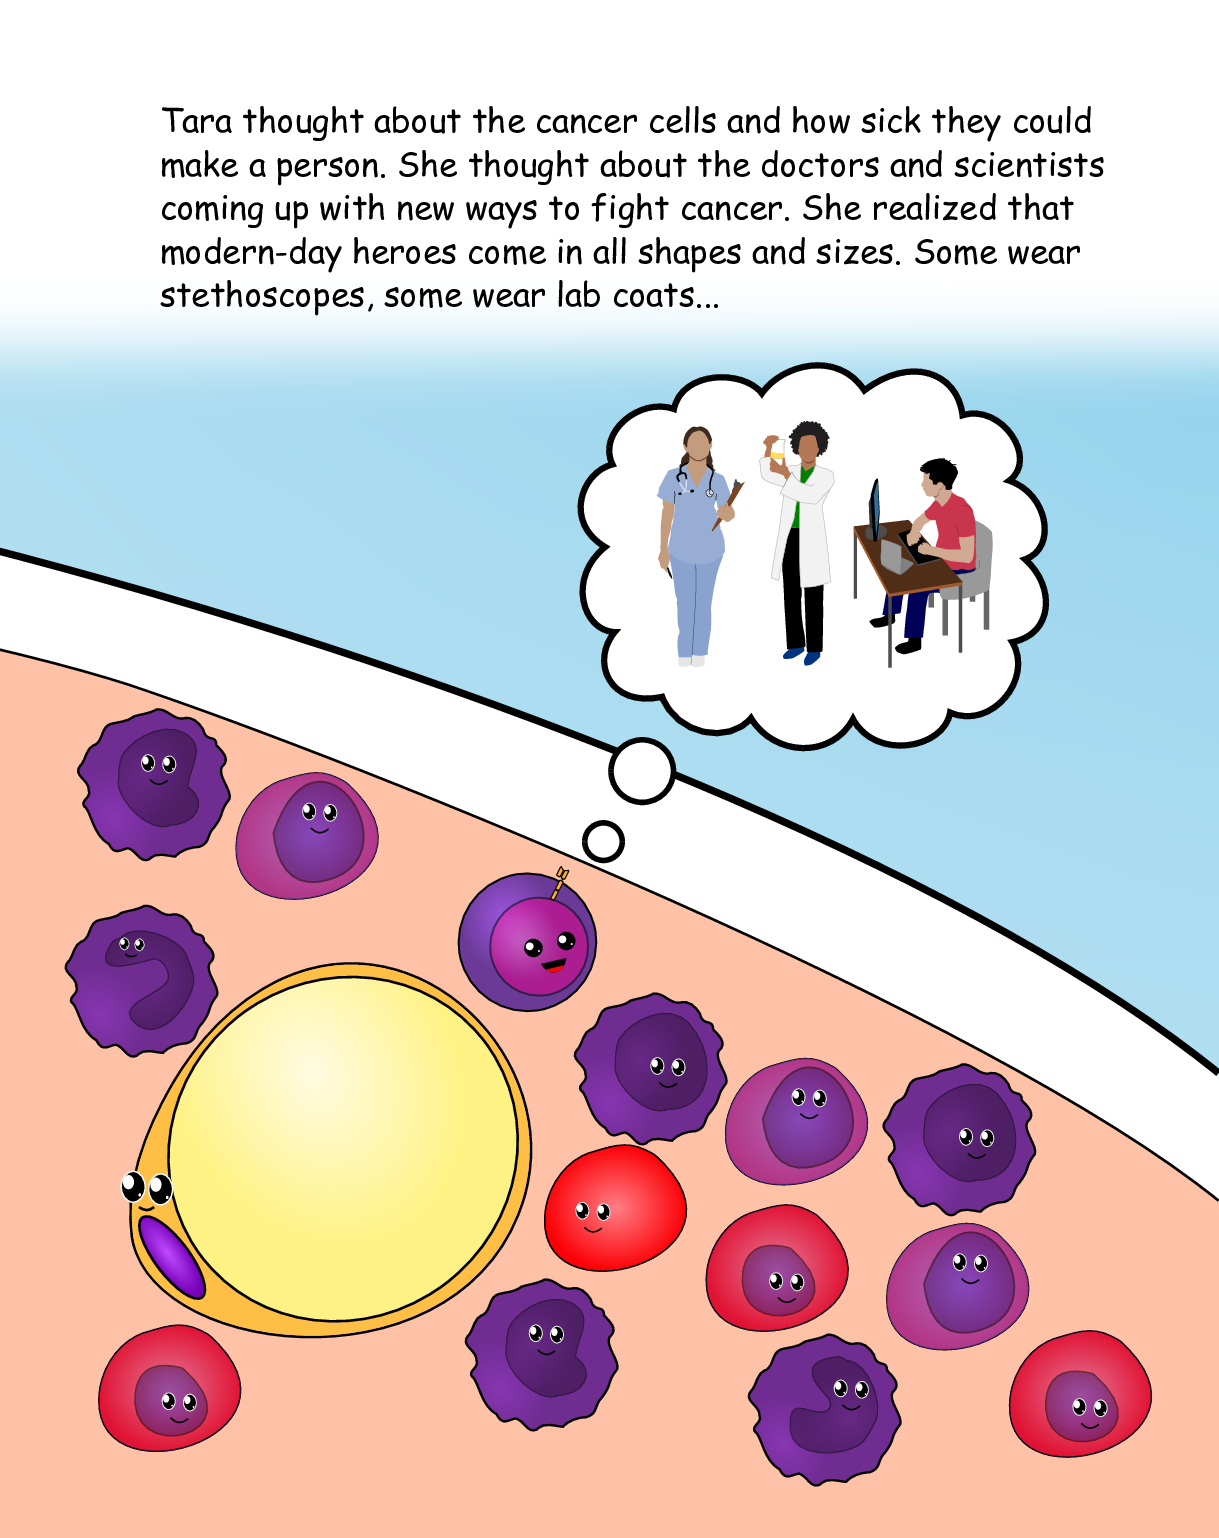 Tara thought about the cancer cells and how sick they could
make a person. She thought about the doctors and scientists
coming up with new ways to fight cancer. She realized that
modern-day heroes come in all shapes and sizes. Some wear
stethoscopes, some wear lab coats...